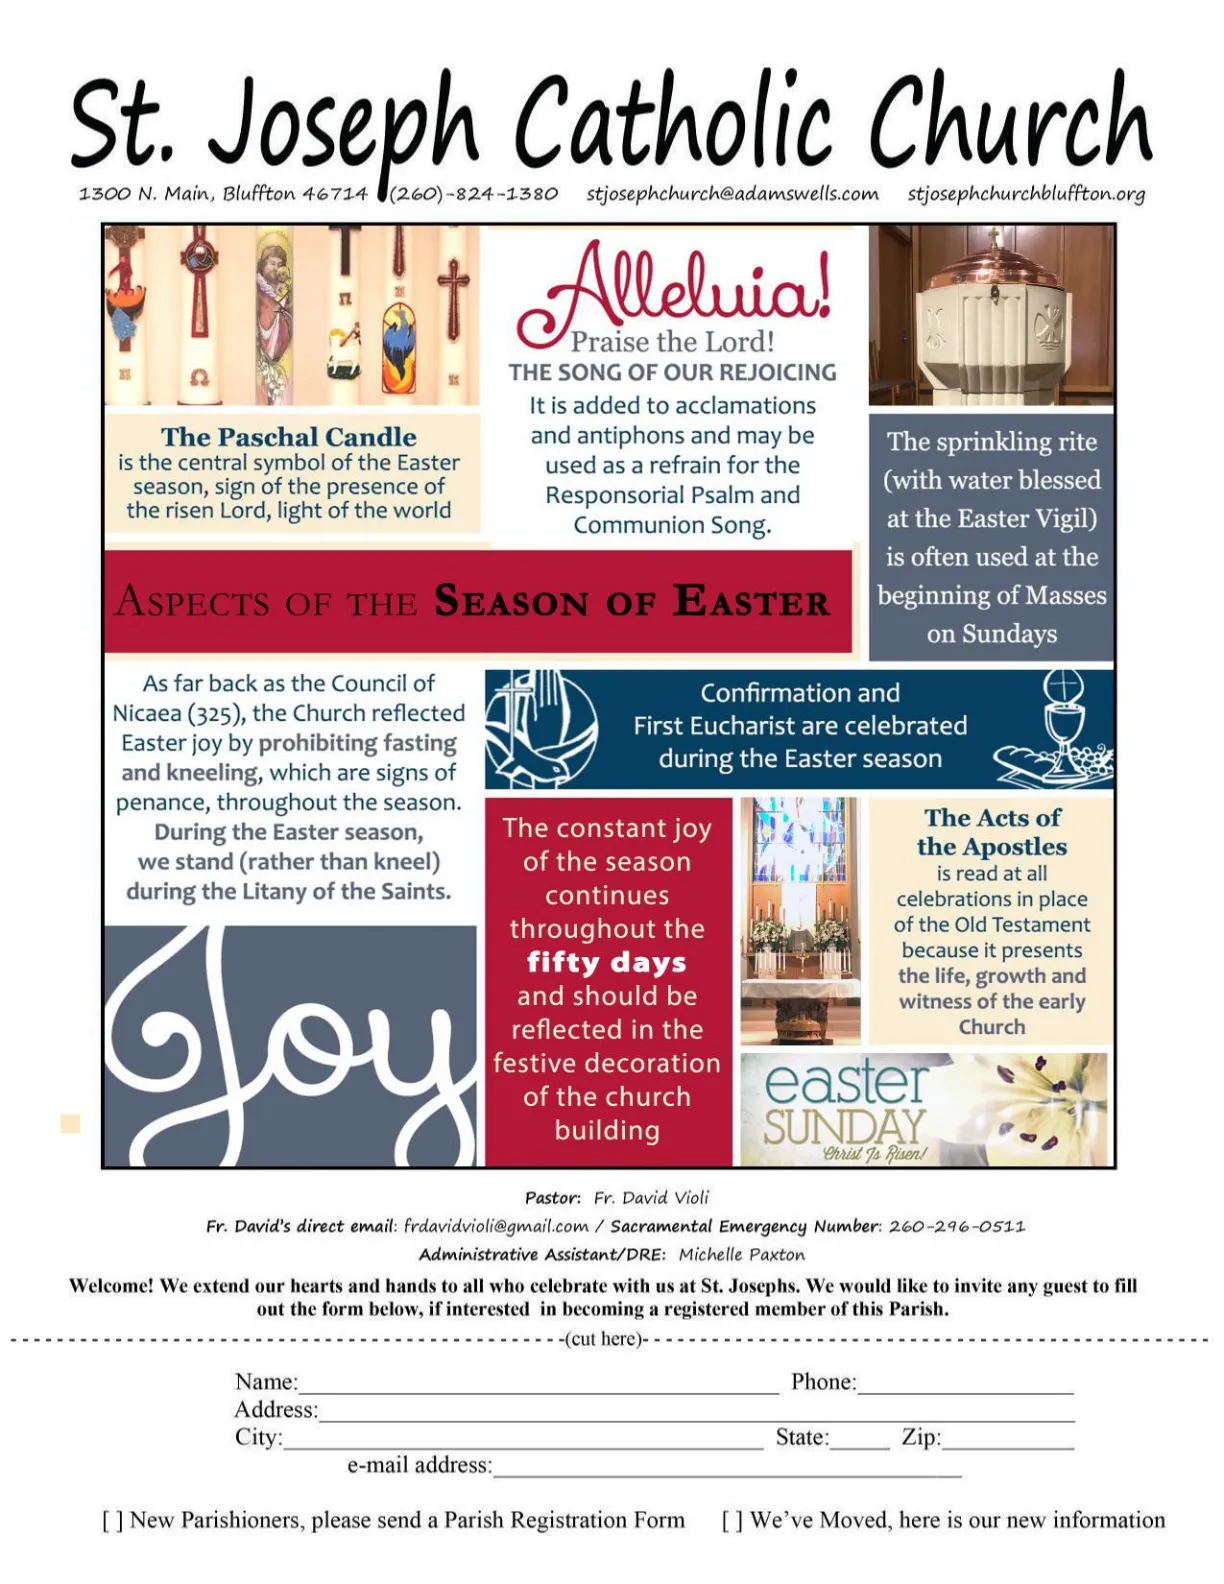 St. Joseph Catholic Church
1300 N. Main, Bluffton 46714 (260)-824-1380 stjosephchurch@adamswells.com stjosephchurchbluffton.org
Alleluia!
Praise the Lord!
THE SONG OF OUR REJOICING
It is added to acclamations
and antiphons and may be
used as a refrain for the
Responsorial Psalm and
Communion Song.
The Paschal Candle
is the central symbol of the Easter
season, sign of the presence of
the risen Lord, light of the world
The sprinkling rite
(with water blessed
at the Easter Vigil)
is often used at the
beginning of Masses
on Sundays
ASPECTS OF THE SEASON OF EASTER
As far back as the Council of
Nicaea (325), the Church reflected
Easter joy by prohibiting fasting
and kneeling, which are signs of
penance, throughout the season.
During the Easter season,
we stand (rather than kneel)
during the Litany of the Saints.
Confirmation and
First Eucharist are celebrated
during the Easter season
The constant joy
of the season
continues
throughout the
fifty days
and should be
reflected in the
festive decoration
of the church
building
The Acts of
the Apostles
is read at all
celebrations in place
of the Old Testament
because it presents
the life, growth and
witness of the early
Church
Joy
easter
SUNDAY
Christ Is Risen!
Pastor: Fr. David Violi
Fr. David's direct email: frdavidvioli@gmail.com / Sacramental Emergency Number: 260-296-0511
Administrative Assistant/DRE: Michelle Paxton
Welcome! We extend our hearts and hands to all who celebrate with us at St. Josephs. We would like to invite any guest to fill
out the form below, if interested in becoming a registered member of this Parish.
(cut here)
Name: Phone:
Address:
City: State: Zip:
e-mail address:
[ ] New Parishioners, please send a Parish Registration Form [ ] We've Moved, here is our new information